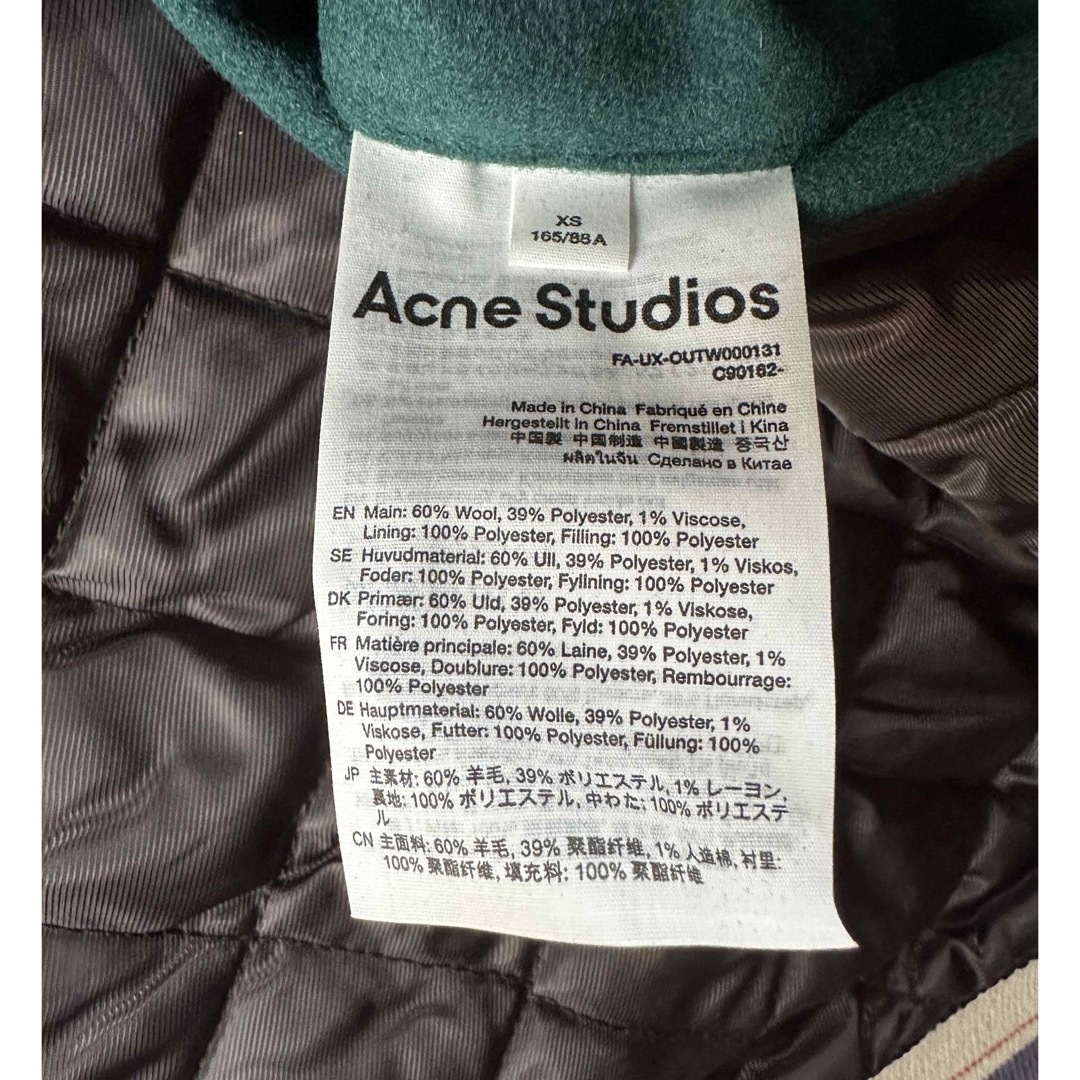 XS
165/88A
Acne Studios
FA-UX-OUTW000131
C90162-
Made in China Fabriqué en Chine
Hergestellt in China Fremstillet i Kina
中国製 中国制造 中國製造 중국산
ผลิตในจีน Сделано в Китае
EN Main: 60% Wool, 39% Polyester, 1% Viscose,
Lining: 100% Polyester, Filling: 100% Polyester
SE Huvudmaterial: 60% Ull, 39% Polyester, 1% Viskos,
Foder: 100% Polyester, Fyllning: 100% Polyester
DK Primær: 60% Uld, 39% Polyester, 1% Viskose,
Foring: 100% Polyester, Fyld: 100% Polyester
FR Matière principale: 60% Laine, 39% Polyester, 1%
Viscose, Doublure: 100% Polyester, Rembourrage:
100% Polyester
DE Hauptmaterial: 60% Wolle, 39% Polyester, 1%
Viskose, Futter: 100% Polyester, Füllung: 100%
Polyester
JP 主素材: 60% 羊毛, 39% ポリエステル, 1% レーヨン,
裏地: 100% ポリエステル, 中わた: 100% ポリエステ
ル
CN 主面料: 60% 羊毛, 39% 聚酯纤维, 1% 人造棉, 衬里:
100% 聚酯纤维, 填充料: 100% 聚酯纤维